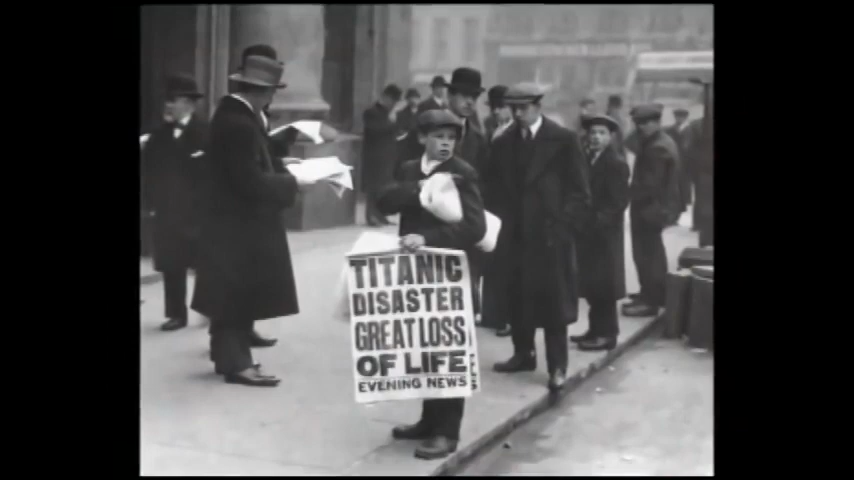 TITANIC
DISASTER
GREAT LOSS
OF LIFE
EVENING NEWS